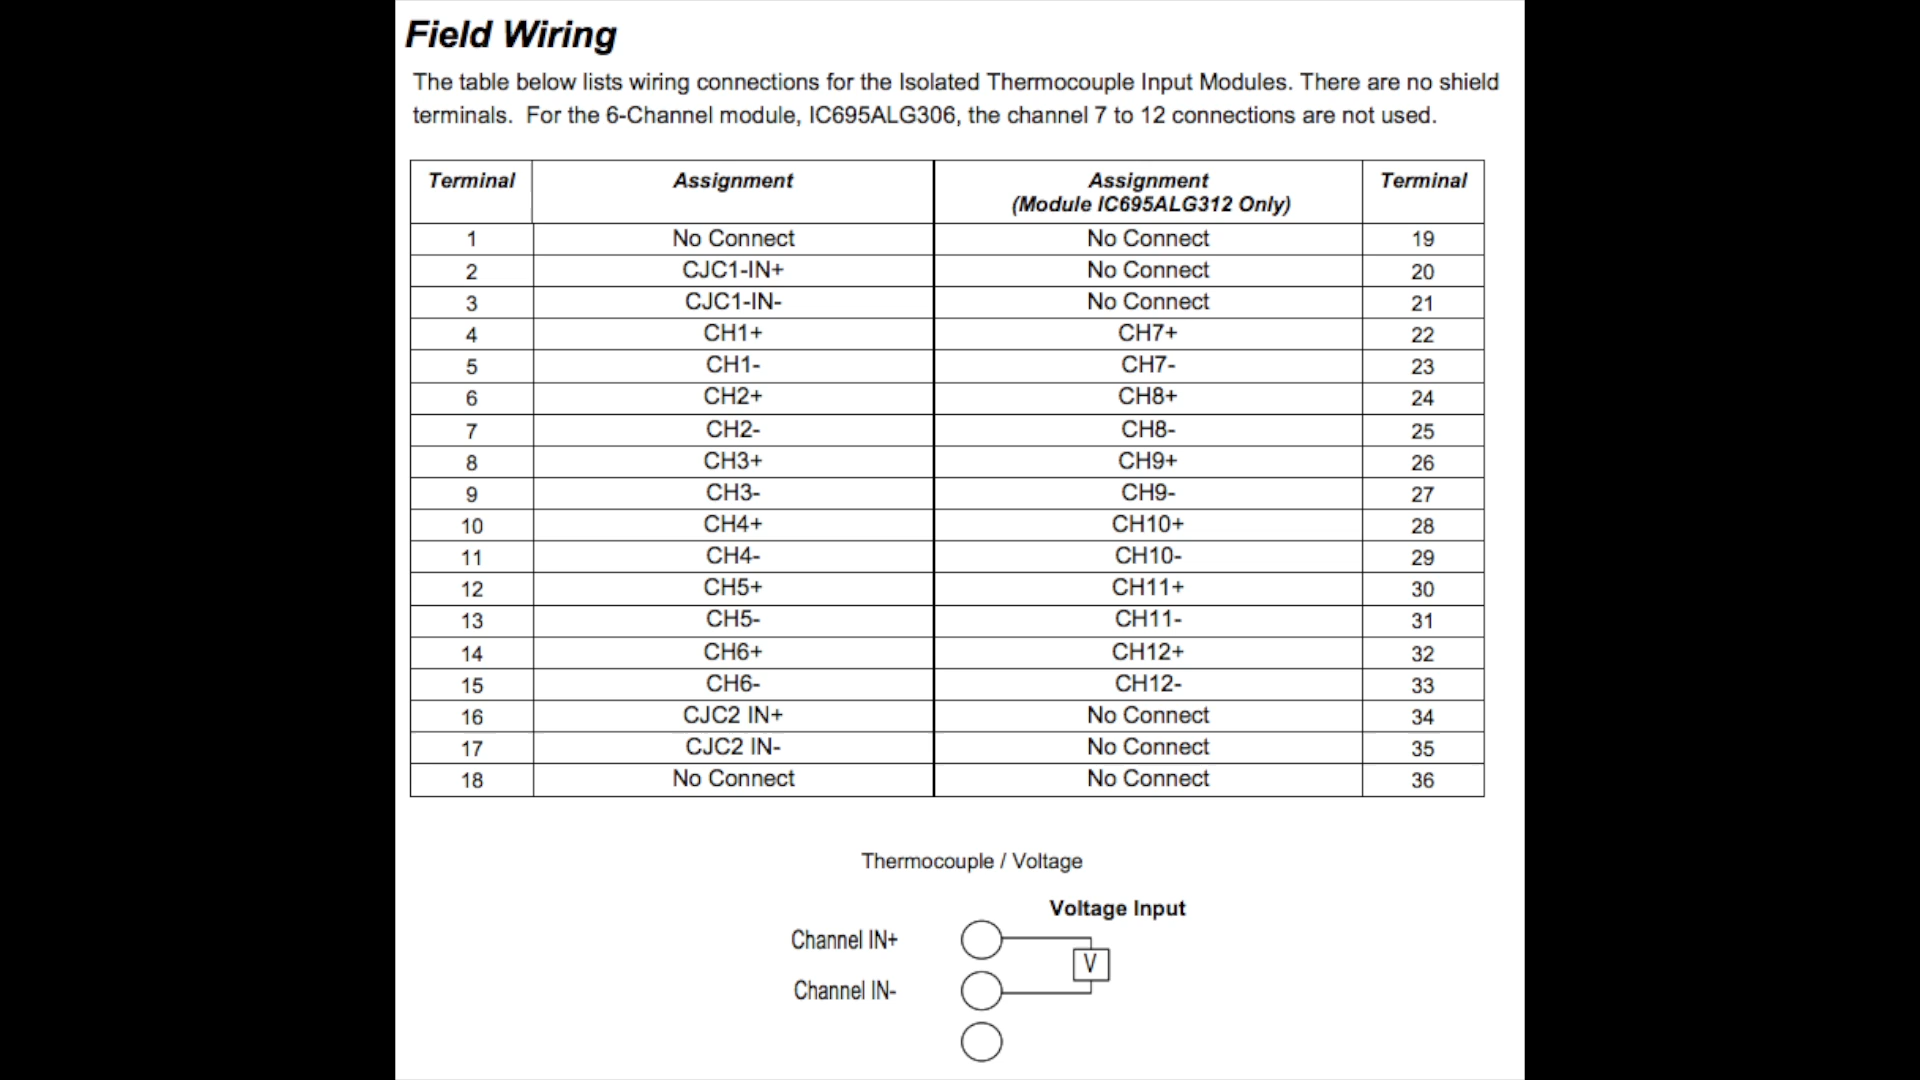 Field Wiring
The table below lists wiring connections for the Isolated Thermocouple Input Modules. There are no shield
terminals. For the 6-Channel module, IC695ALG306, the channel 7 to 12 connections are not used.
Terminal Assignment Assignment Terminal
(Module IC695ALG312 Only)
1 No Connect No Connect 19
2 CJC1-IN+ No Connect 20
3 CJC1-IN- No Connect 21
4 CH1+ CH7+ 22
5 CH1- CH7- 23
6 CH2+ CH8+ 24
7 CH2- CH8- 25
8 CH3+ CH9+ 26
9 CH3- CH9- 27
10 CH4+ CH10+ 28
11 CH4- CH10- 29
12 CH5+ CH11+ 30
13 CH5- CH11- 31
14 CH6+ CH12+ 32
15 CH6- CH12- 33
16 CJC2 IN+ No Connect 34
17 CJC2 IN- No Connect 35
18 No Connect No Connect 36
Thermocouple / Voltage
Voltage Input
Channel IN+
V
Channel IN-